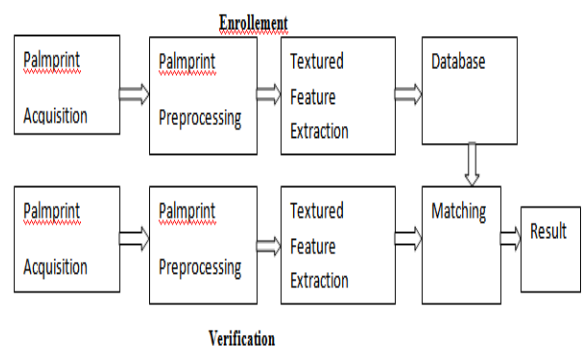 Enrollement
Palmprint
Acquisition
Palmprint
Preprocessing
Textured
Feature
Extraction
Database
Palmprint
Acquisition
Palmprint
Preprocessing
Textured
Feature
Extraction
Matching
Result
Verification